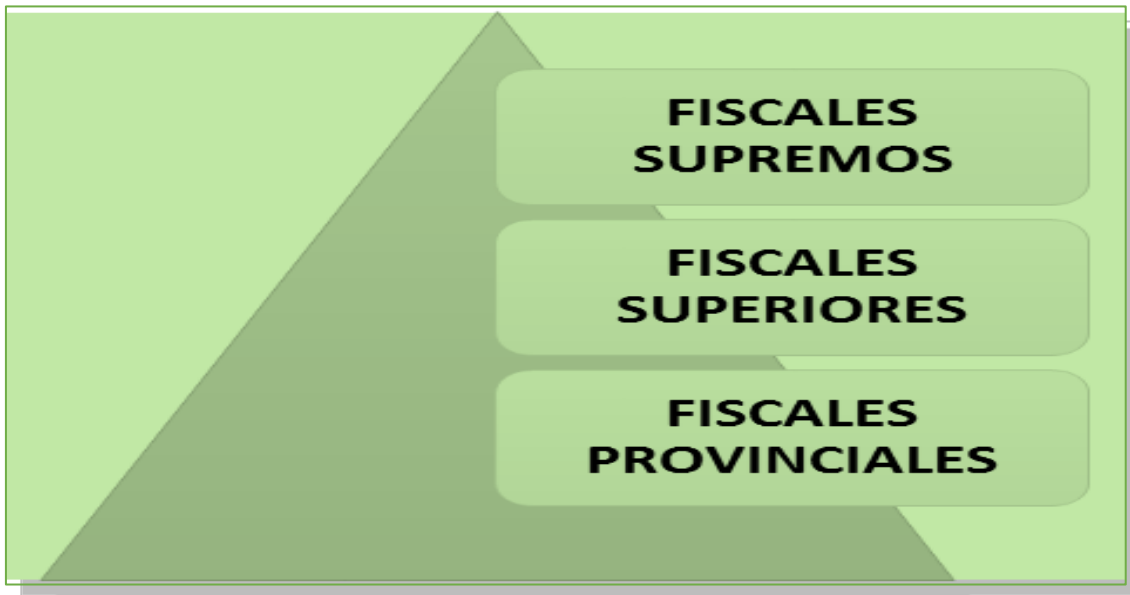 FISCALES
SUPREMOS
FISCALES
SUPERIORES
FISCALES
PROVINCIALES